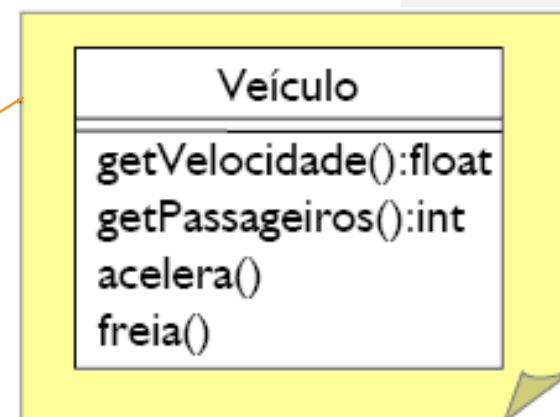 Veículo
getVelocidade():float
getPassageiros():int
acelera()
freia()